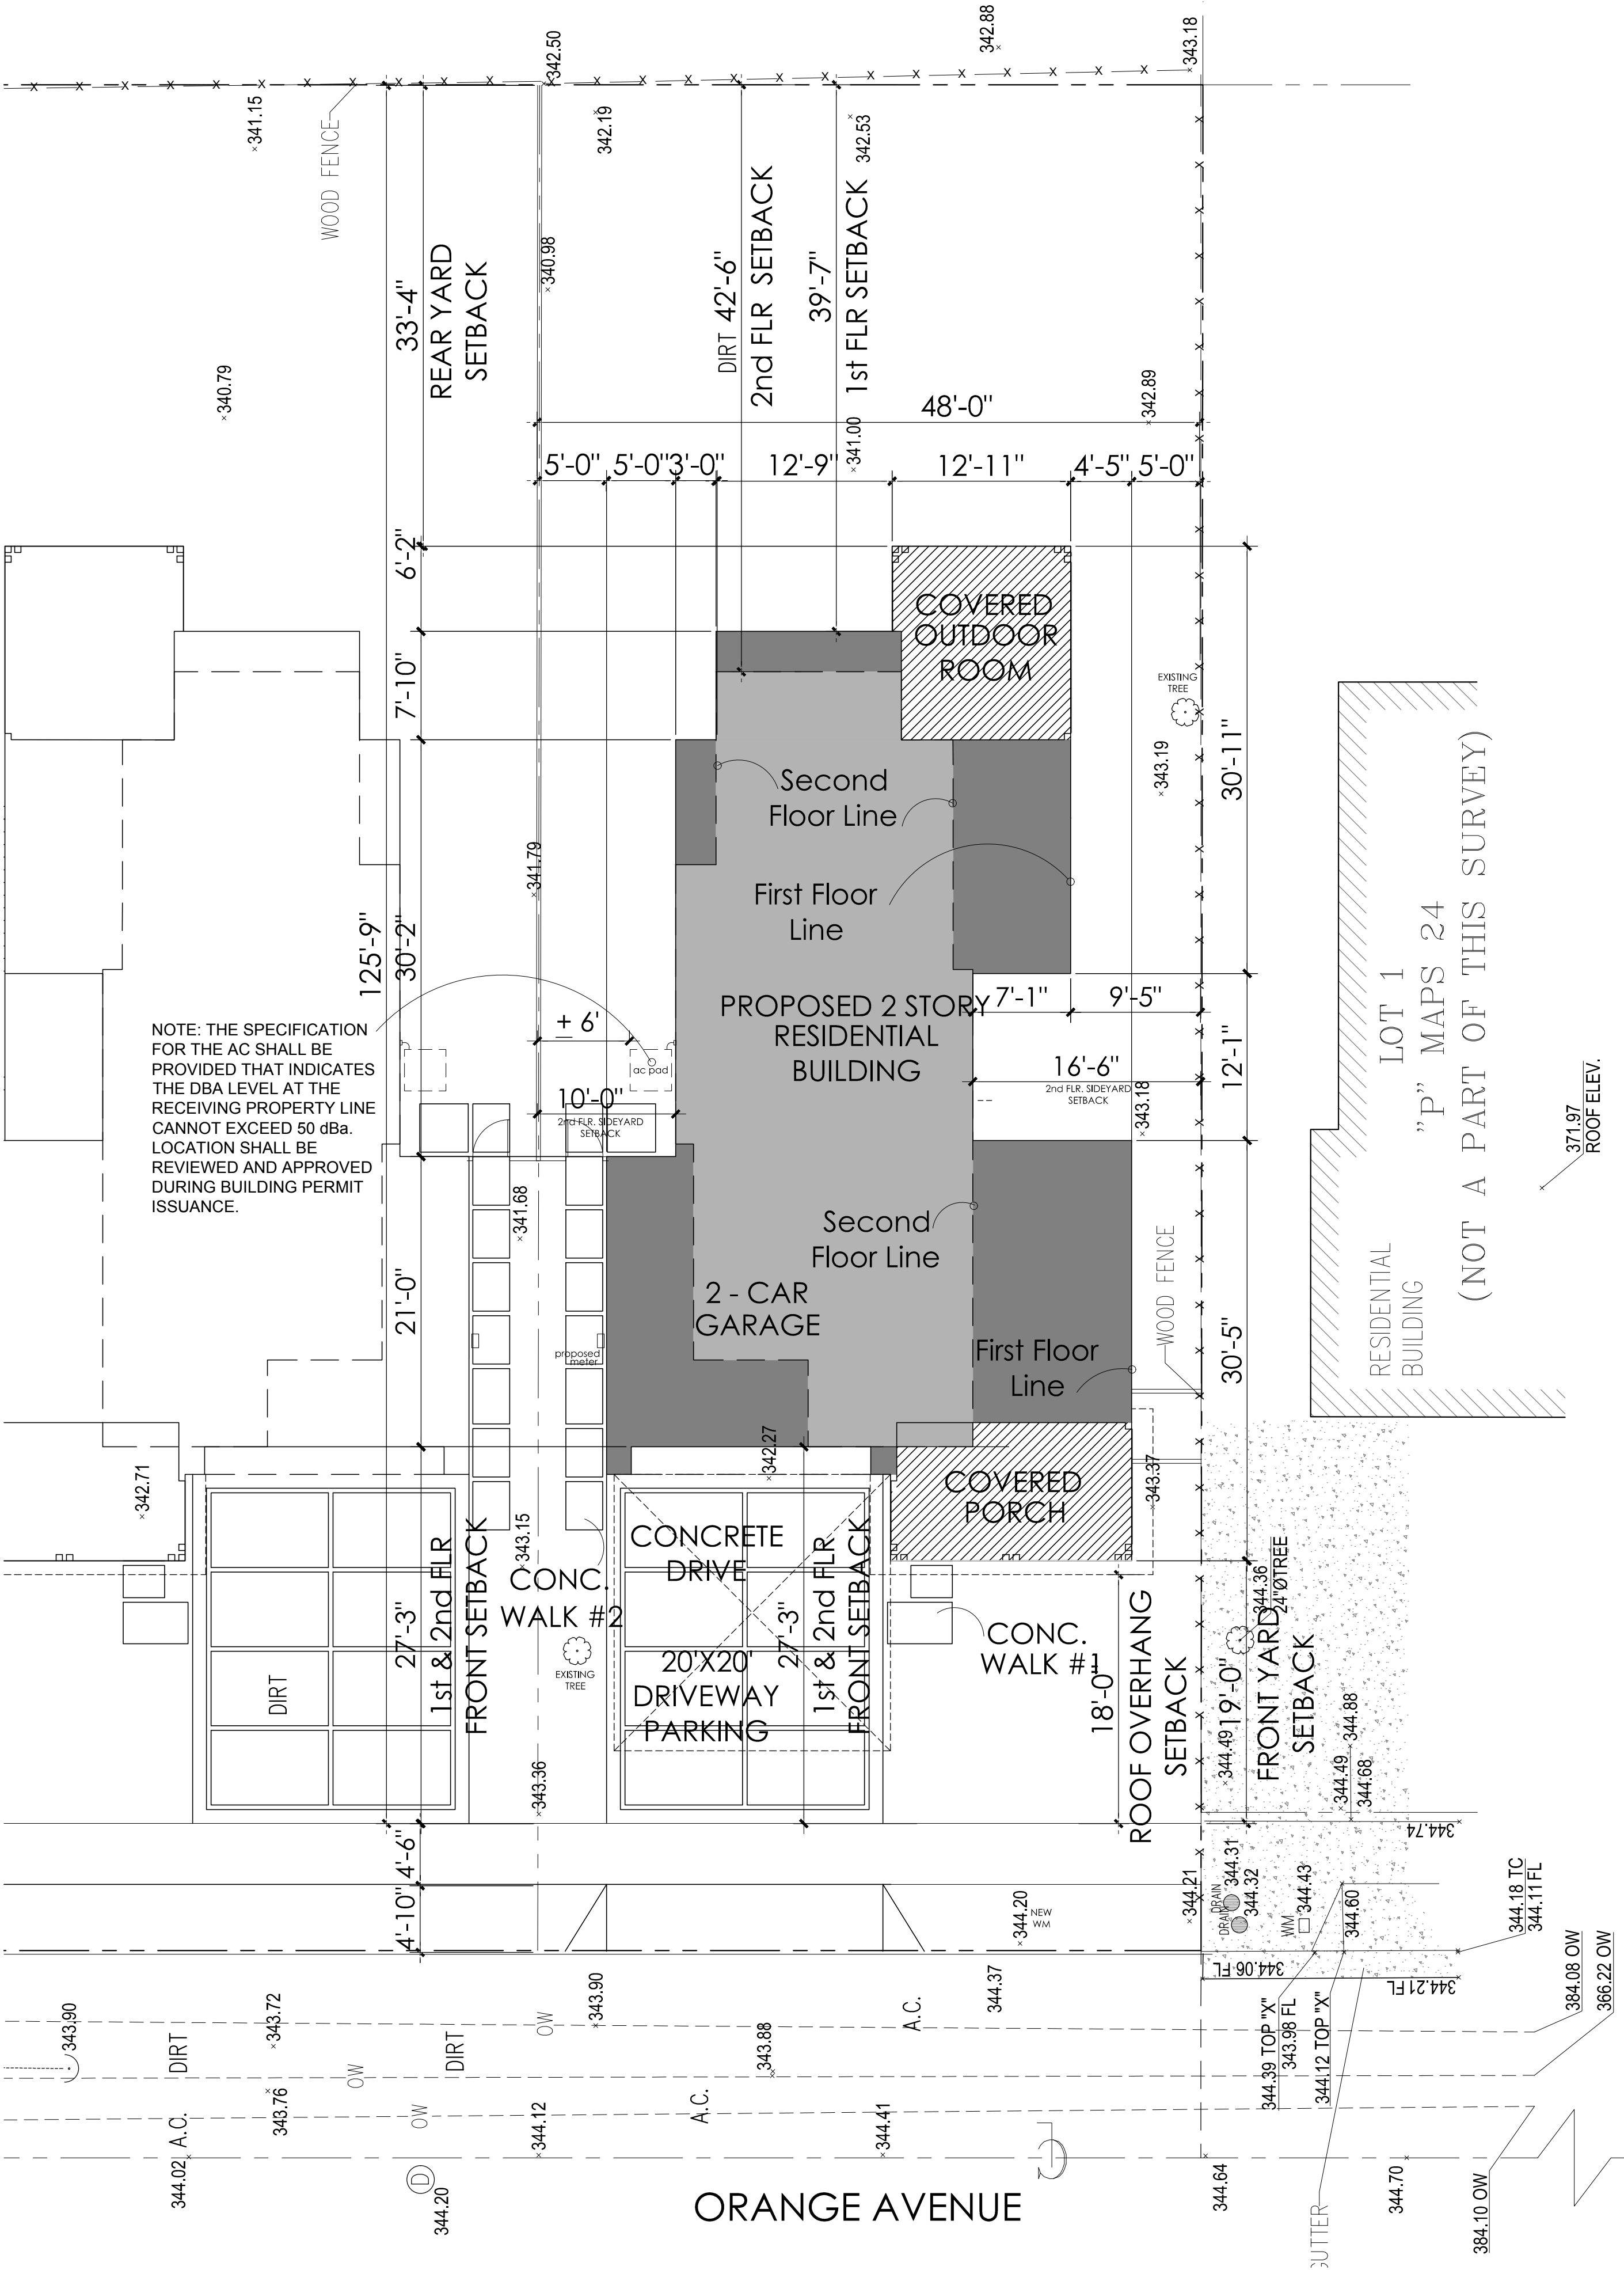 342.50
342.88
343.18
341.15
WOOD FENCE
342.19
342.53
340.98
33'-4"
REAR YARD
SETBACK
DIRT
42'-6"
2nd FLR SETBACK
39'-7"
1st FLR SETBACK
340.79
342.89
48'-0"
341.00
5'-0"
5'-0"
3'-0"
12'-9"
12'-11"
4'-5"
5'-0"
6'-2"
7'-10"
COVERED
OUTDOOR
ROOM
EXISTING
TREE
343.19
30'-11"
Second
Floor Line
341.79
First Floor
Line
125'-9"
30'-2"
LOT 1
"P" MAPS 24
(NOT A PART OF THIS SURVEY)
RESIDENTIAL
BUILDING
371.97
ROOF ELEV.
PROPOSED 2 STORY
RESIDENTIAL
BUILDING
7'-1"
9'-5"
NOTE: THE SPECIFICATION
FOR THE AC SHALL BE
PROVIDED THAT INDICATES
THE DBA LEVEL AT THE
RECEIVING PROPERTY LINE
CANNOT EXCEED 50 dBa.
LOCATION SHALL BE
REVIEWED AND APPROVED
DURING BUILDING PERMIT
ISSUANCE.
± 6'
ac pad
10'-0"
2nd FLR. SIDEYARD
SETBACK
16'-6"
2nd FLR. SIDEYARD
SETBACK
343.18
12'-1"
341.68
Second
Floor Line
WOOD FENCE
21'-0"
2 - CAR
GARAGE
proposed
meter
First Floor
Line
30'-5"
342.27
342.71
343.15
343.37
COVERED
PORCH
CONCRETE
DRIVE
CONC.
WALK #2
27'-3"
1st & 2nd FLR
FRONT SETBACK
27'-3"
1st & 2nd FLR
FRONT SETBACK
CONC.
WALK #1
EXISTING
TREE
DIRT
20'X20'
DRIVEWAY
PARKING
18'-0"
ROOF OVERHANG
SETBACK
344.36
24"ØTREE
19'-0"
FRONT YARD
SETBACK
344.49
344.88
344.49
344.68
343.36
344.74
4'-6"
4'-10"
344.20
NEW
WM
344.21
DRAIN
344.31
DRAIN
344.32
WM
344.43
344.60
344.18 TC
344.11 FL
344.06 FL
344.21 FL
343.90
DIRT
343.72
DIRT
OW
343.90
343.88
A.C.
344.37
344.39 TOP "X"
343.98 FL
344.12 TOP "X"
384.08 OW
366.22 OW
343.76
OW
OW
A.C.
344.02
A.C.
344.12
344.41
D
344.20
344.64
344.70
384.10 OW
GUTTER
ORANGE AVENUE